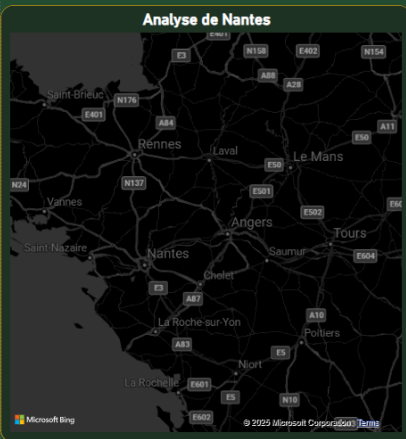 Analyse de Nantes
E401
E3
N158
E402
N154
A88
A28
Saint-Brieuc
N176
E401
A84
A11
E50
Rennes
Laval
Le Mans
E50
N24
N137
E501
Vannes
E502
Angers
Tours
Saint Nazaire
Nantes
Saumur
E604
Cholet
E3
A87
La Roche-sur-Yon
A10
Poitiers
A83
E5
Niort
La Rochelle
E601
E5
N10
E602
Microsoft Bing
© 2025 Microsoft Corporation Terms